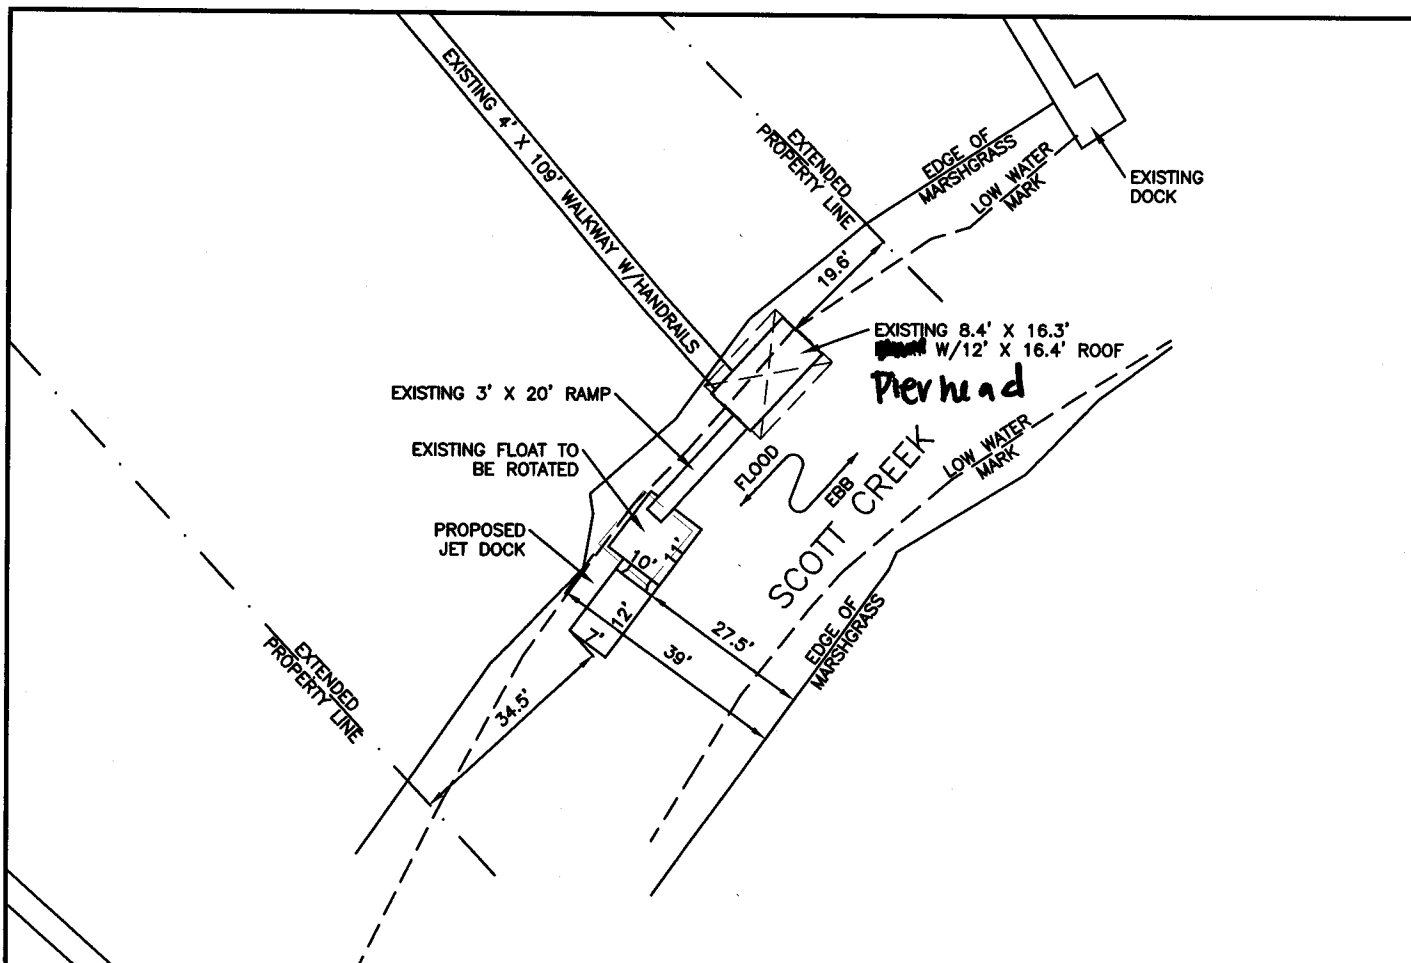 EXISTING 4' X 109' WALKWAY W/HANDRAILS
EXTENDED
PROPERTY LINE
EDGE OF
MARSHGRASS
LOW WATER
MARK
EXISTING
DOCK
19.6'
EXISTING 8.4' X 16.3'
W/12' X 16.4' ROOF
Pierhead
EXISTING 3' X 20' RAMP
EXISTING FLOAT TO
BE ROTATED
PROPOSED
JET DOCK
FLOOD
EBB
SCOTT CREEK
LOW WATER
MARK
10'
11'
12'
7'
27.5'
39'
34.5'
EDGE OF
MARSHGRASS
EXTENDED
PROPERTY LINE